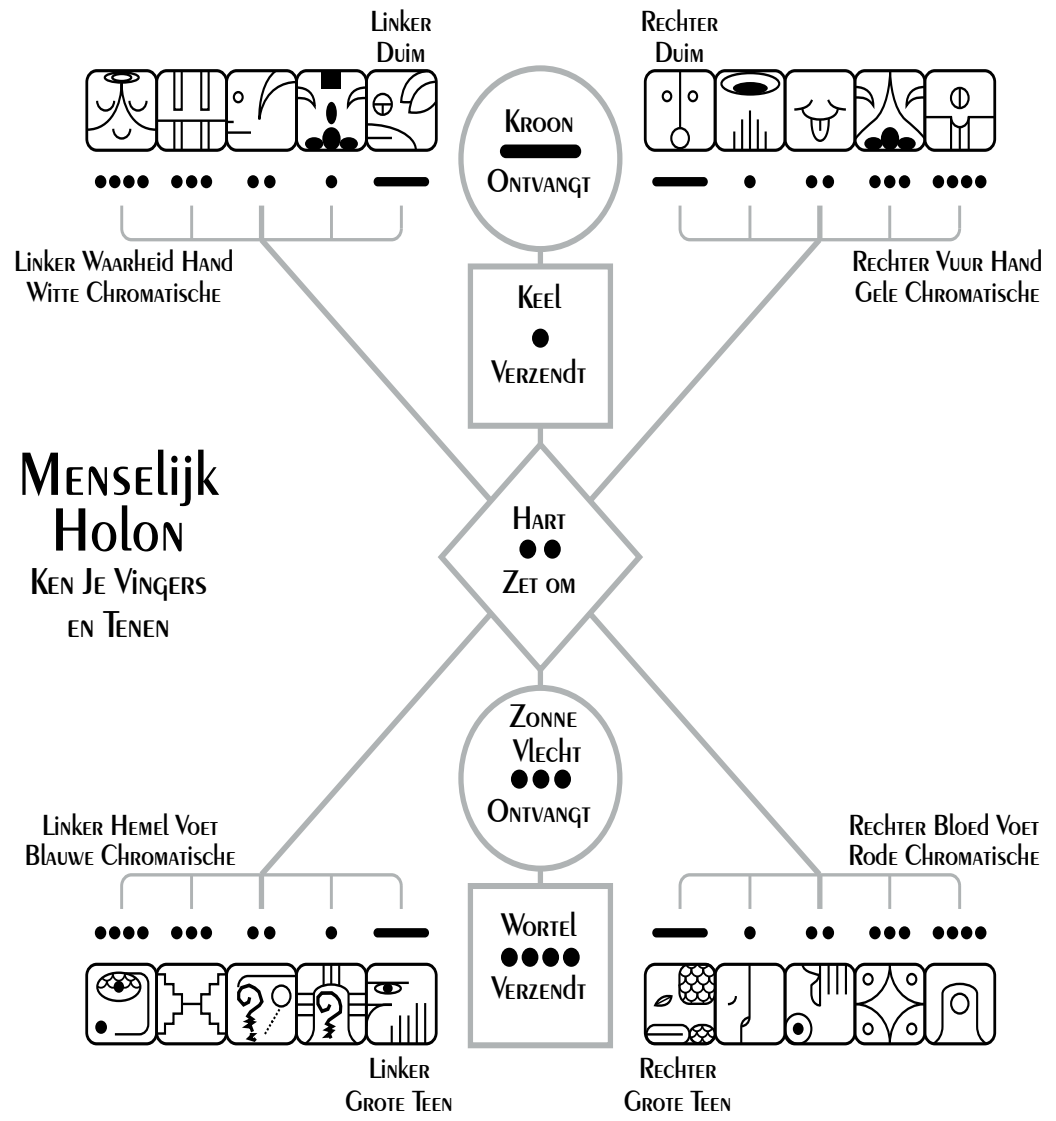 Linker
Duim
Rechter
Duim
Kroon
Ontvangt
Linker Waarheid Hand
Witte Chromatische
Rechter Vuur Hand
Gele Chromatische
Keel
Verzendt
Menselijk
Holon
Ken Je Vingers
en Tenen
Hart
Zet om
Zonne
Vlecht
Ontvangt
Linker Hemel Voet
Blauwe Chromatische
Rechter Bloed Voet
Rode Chromatische
Wortel
Verzendt
Linker
Grote Teen
Rechter
Grote Teen